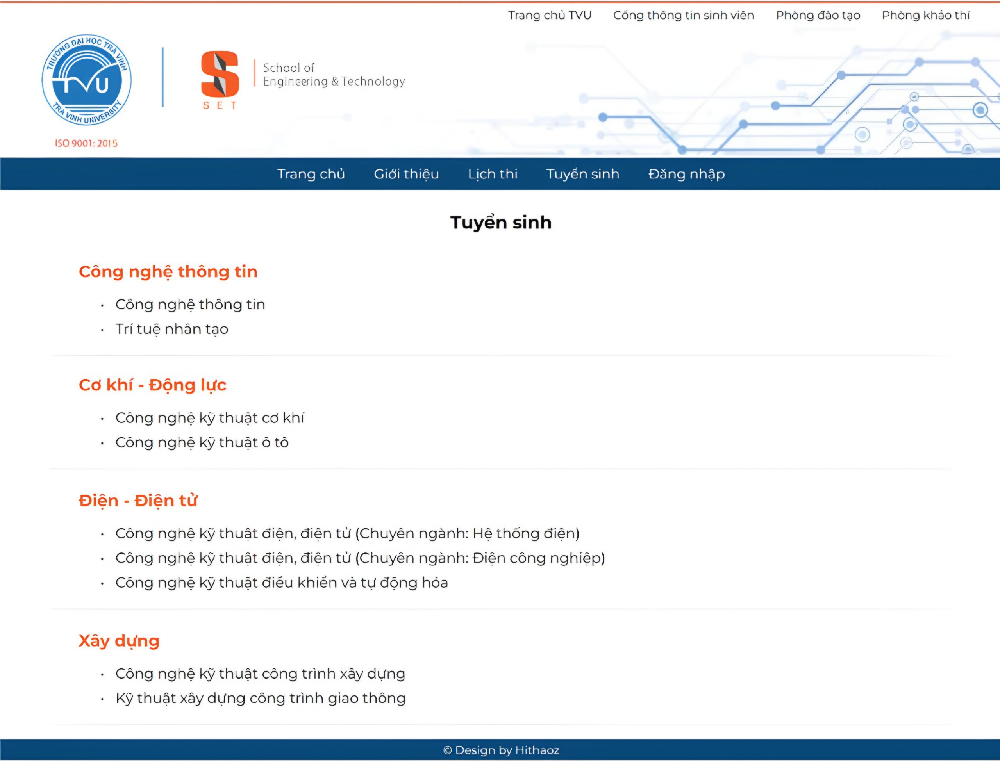 Trang chủ TVU Cổng thông tin sinh viên Phòng đào tạo Phòng khảo thí
TRƯỜNG ĐẠI HỌC TRÀ VINH
TVU
TRA VINH UNIVERSITY
ISO 9001: 2015
SET
School of
Engineering & Technology
Trang chủ Giới thiệu Lịch thi Tuyển sinh Đăng nhập
Tuyển sinh
Công nghệ thông tin
• Công nghệ thông tin
• Trí tuệ nhân tạo
Cơ khí - Động lực
• Công nghệ kỹ thuật cơ khí
• Công nghệ kỹ thuật ô tô
Điện - Điện tử
• Công nghệ kỹ thuật điện, điện tử (Chuyên ngành: Hệ thống điện)
• Công nghệ kỹ thuật điện, điện tử (Chuyên ngành: Điện công nghiệp)
• Công nghệ kỹ thuật điều khiển và tự động hóa
Xây dựng
• Công nghệ kỹ thuật công trình xây dựng
• Kỹ thuật xây dựng công trình giao thông
© Design by Hithaoz